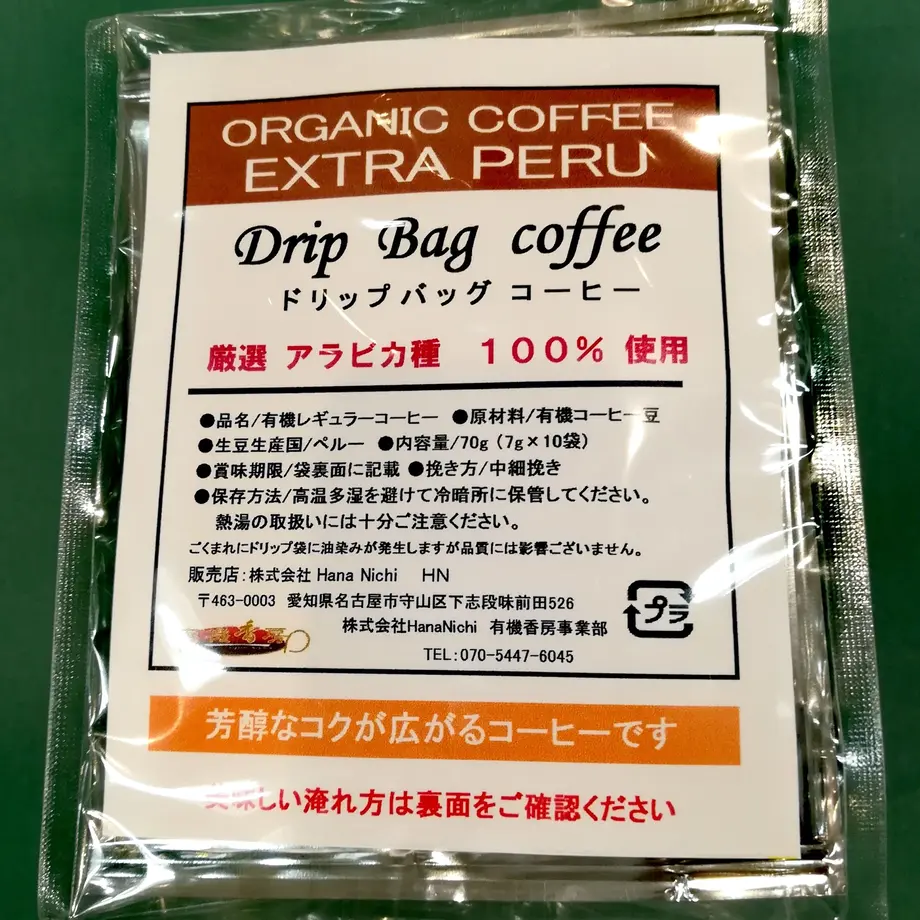 ORGANIC COFFEE
EXTRA PERU
Drip Bag coffee
ドリップバッグ コーヒー
厳選 アラビカ種 100% 使用
●品名/有機レギュラーコーヒー ●原材料/有機コーヒー豆
●生豆生産国/ペルー ●内容量/70g (7g×10袋)
●賞味期限/袋裏面に記載 ●挽き方/中細挽き
●保存方法/高温多湿を避けて冷暗所に保管してください。
熱湯の取扱いには十分ご注意ください。
ごくまれにドリップ袋に油染みが発生しますが品質には影響ございません。
販売店:株式会社 Hana Nichi HN
〒463-0003 愛知県名古屋市守山区下志段味前田526
株式会社HanaNichi 有機香房事業部
プラ
TEL:070-5447-6045
芳醇なコクが広がるコーヒーです
美味しい淹れ方は裏面をご確認ください